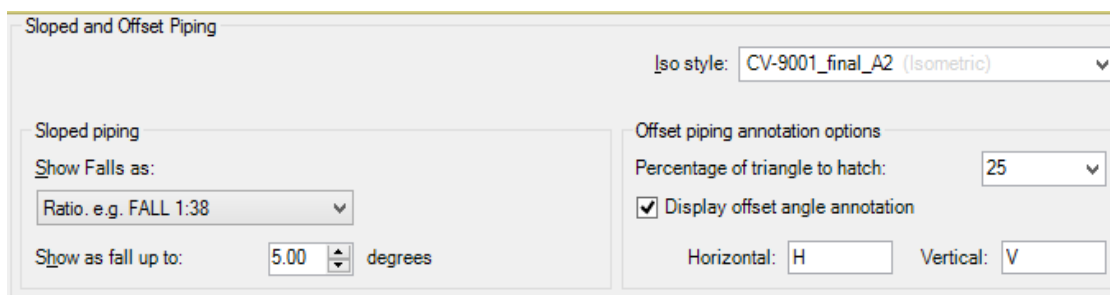 Sloped and Offset Piping
Iso style: CV-9001_final_A2 (Isometric)
Sloped piping
Show Falls as:
Ratio. e.g. FALL 1:38
Show as fall up to: 5.00 degrees
Offset piping annotation options
Percentage of triangle to hatch: 25
Display offset angle annotation
Horizontal: H Vertical: V